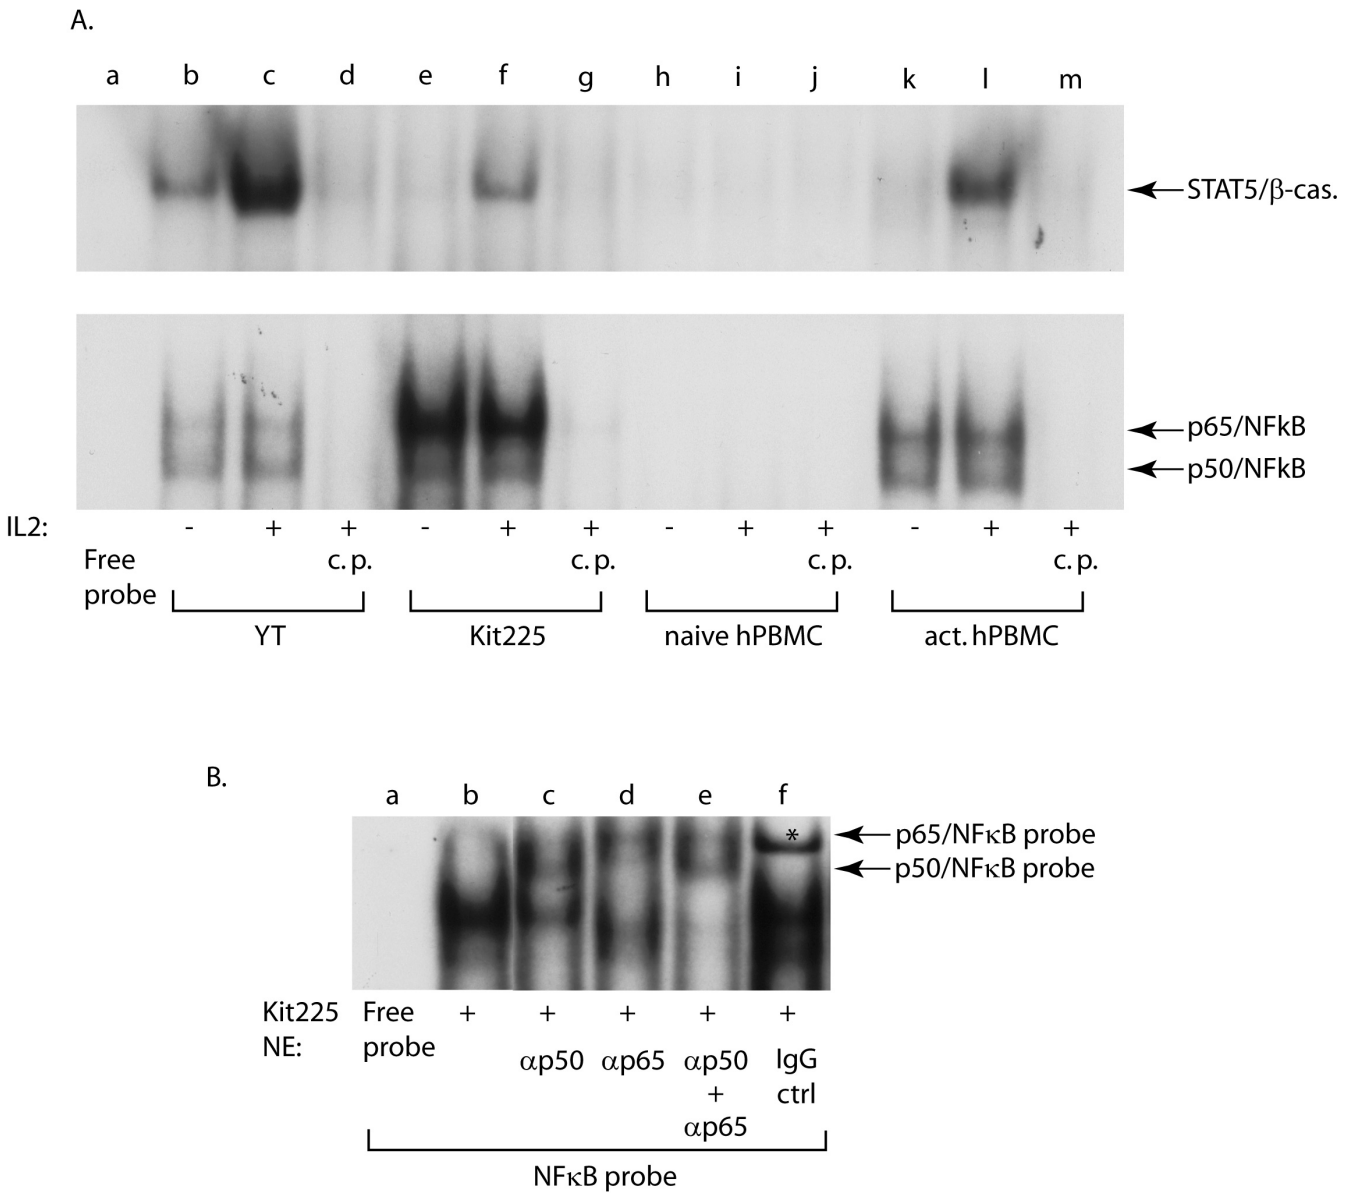 A.
a b c d e f g h i j k l m
STAT5/β-cas.
p65/NFkB
p50/NFkB
IL2: - + + - + + - + + - + +
Free c.p. c.p. c.p. c.p.
probe
YT Kit225 naive hPBMC act. hPBMC
B.
a b c d e f
*
p65/NFκB probe
p50/NFκB probe
Kit225 Free + + + + +
NE: probe αp50 αp65 αp50 IgG
+ ctrl
αp65
NFκB probe